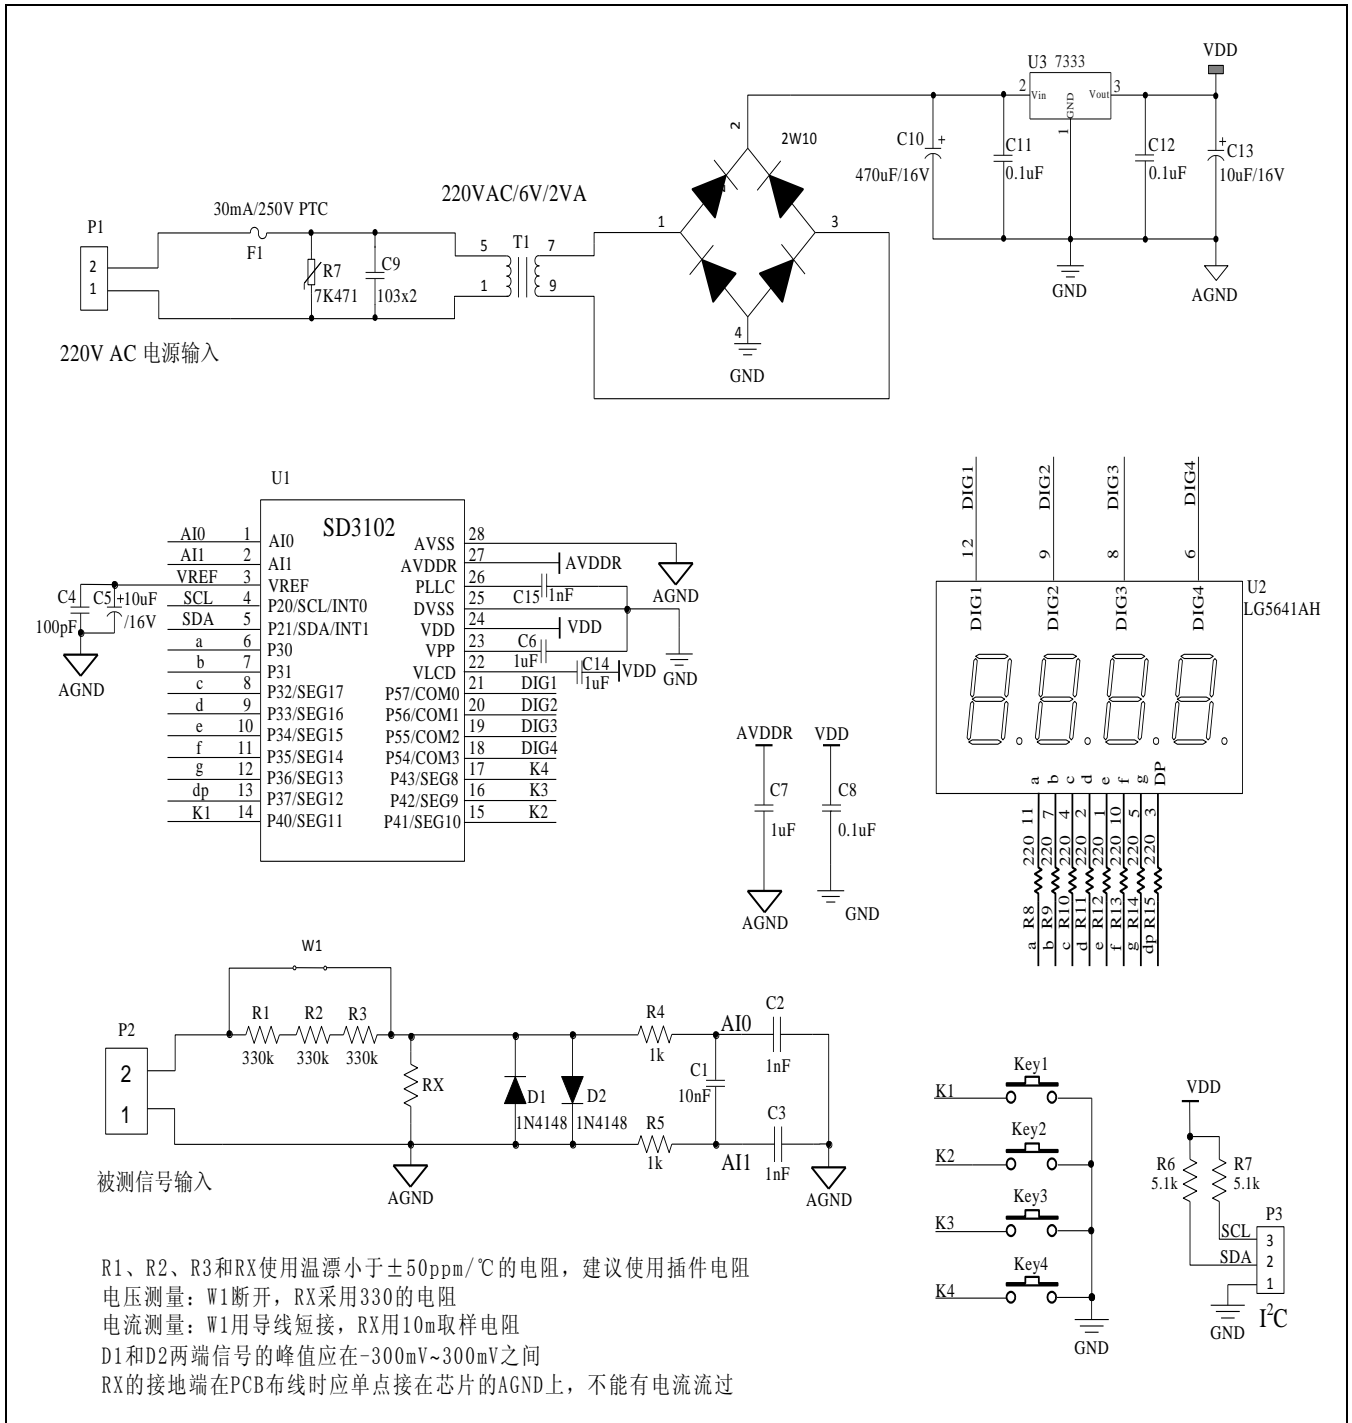 VDD
U3 7333
2 Vin Vout 3
GND
1
2
2W10
C10 +
470uF/16V
C11
0.1uF
C12
0.1uF
+
C13
10uF/16V
220VAC/6V/2VA
30mA/250V PTC
P1
F1
5 T1 7
1
3
2
1
R7
7K471
C9
103x2
1 9
4
GND
GND
AGND
220V AC 电源输入
U1
SD3102
AI0 1 AI0
AI1 2 AI1
VREF 3 VREF
SCL 4 P20/SCL/INT0
SDA 5 P21/SDA/INT1
a 6 P30
b 7 P31
c 8 P32/SEG17
d 9 P33/SEG16
e 10 P34/SEG15
f 11 P35/SEG14
g 12 P36/SEG13
dp 13 P37/SEG12
K1 14 P40/SEG11
AVSS 28
AVDDR 27 AVDDR
PLLC 26
C15 1nF
DVSS 25
VDD 24 VDD
VPP 23
C6
1uF
VLCD 22
C14
1uF
VDD
P57/COM0 21 DIG1
P56/COM1 20 DIG2
P55/COM2 19 DIG3
P54/COM3 18 DIG4
P43/SEG8 17 K4
P42/SEG9 16 K3
P41/SEG10 15 K2
AGND
GND
C4
100pF
C5 +10uF
/16V
AGND
DIG1 DIG2 DIG3 DIG4
12 9 8 6
U2
LG5641AH
DIG1 DIG2 DIG3 DIG4
a b c d e f g DP
11 7 4 2 1 10 5 3
220 220 220 220 220 220 220 220
R8 R9 R10 R11 R12 R13 R14 R15
a b c d e f g dp
AVDDR VDD
C7
1uF
C8
0.1uF
AGND
GND
W1
P2
2
1
R1 R2 R3
330k 330k 330k
RX
D1
1N4148
D2
1N4148
R4
1k
AI0
C2
1nF
C1
10nF
R5
1k
AI1
C3
1nF
AGND
AGND
被测信号输入
K1 Key1
K2 Key2
K3 Key3
K4 Key4
GND
VDD
R6
5.1k
R7
5.1k
P3
SCL 3
SDA 2
1
GND
I²C
R1、R2、R3和RX使用温漂小于±50ppm/℃的电阻，建议使用插件电阻
电压测量：W1断开，RX采用330的电阻
电流测量：W1用导线短接，RX用10m取样电阻
D1和D2两端信号的峰值应在-300mV~300mV之间
RX的接地端在PCB布线时应单点接在芯片的AGND上，不能有电流流过